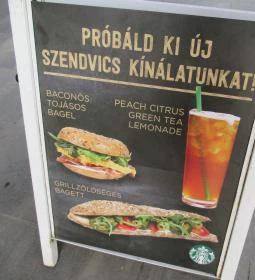 PRÓBÁLD KI ÚJ
SZENDVICS KÍNÁLATUNKAT!
BACONÖS
TOJÁSOS
BAGEL
PEACH CITRUS
GREEN TEA
LEMONADE
GRILLZÖLDSÉGES
BAGETT